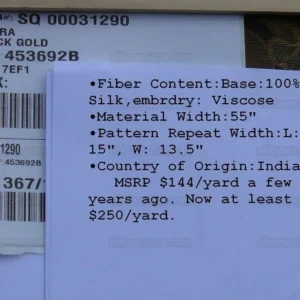 SQ 00031290
RA
CK GOLD
453692B
7EF1
K:
1290
453692B
367/1
•Fiber Content:Base:100%
Silk,embrdry: Viscose
•Material Width:55"
•Pattern Repeat Width:L:
15", W: 13.5"
•Country of Origin:India
MSRP $144/yard a few
years ago. Now at least
$250/yard.